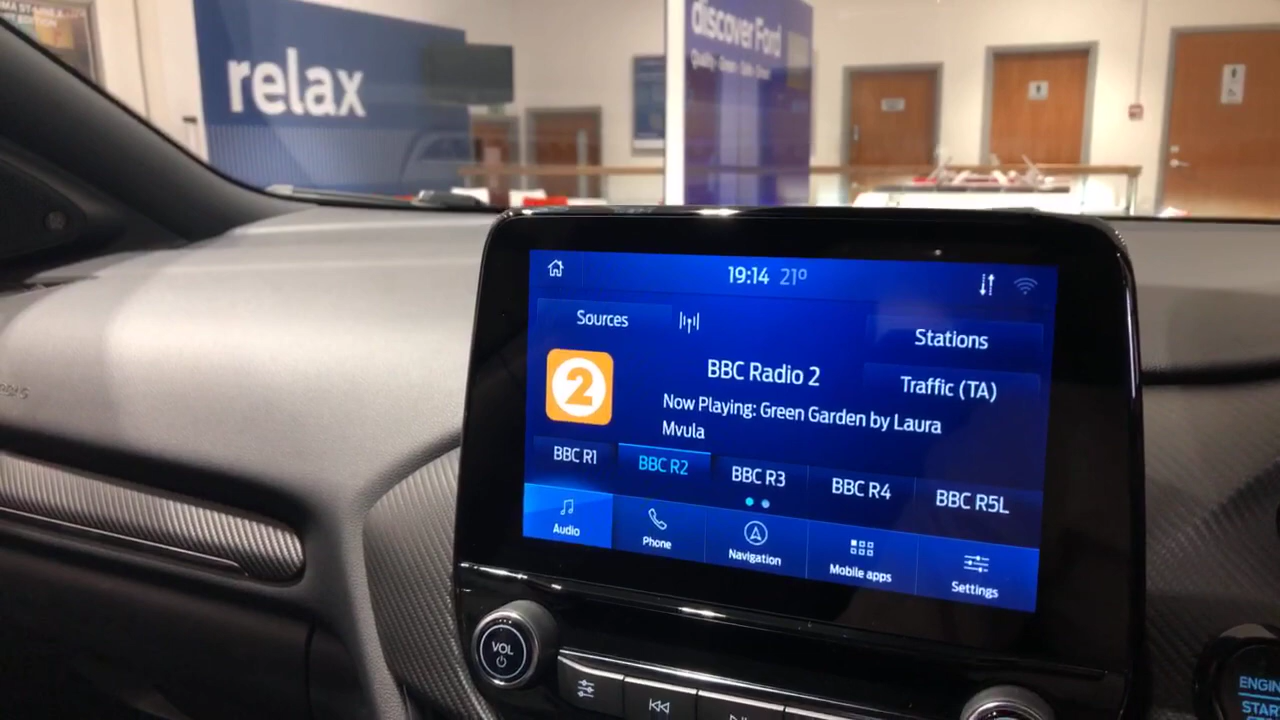 relax
discover Ford
19:14 21°
Sources
Stations
2
BBC Radio 2
Traffic (TA)
Now Playing: Green Garden by Laura
Mvula
BBC R1
BBC R2
BBC R3
BBC R4
BBC R5L
Audio
Phone
Navigation
Mobile apps
Settings
VOL
ENGIN
START